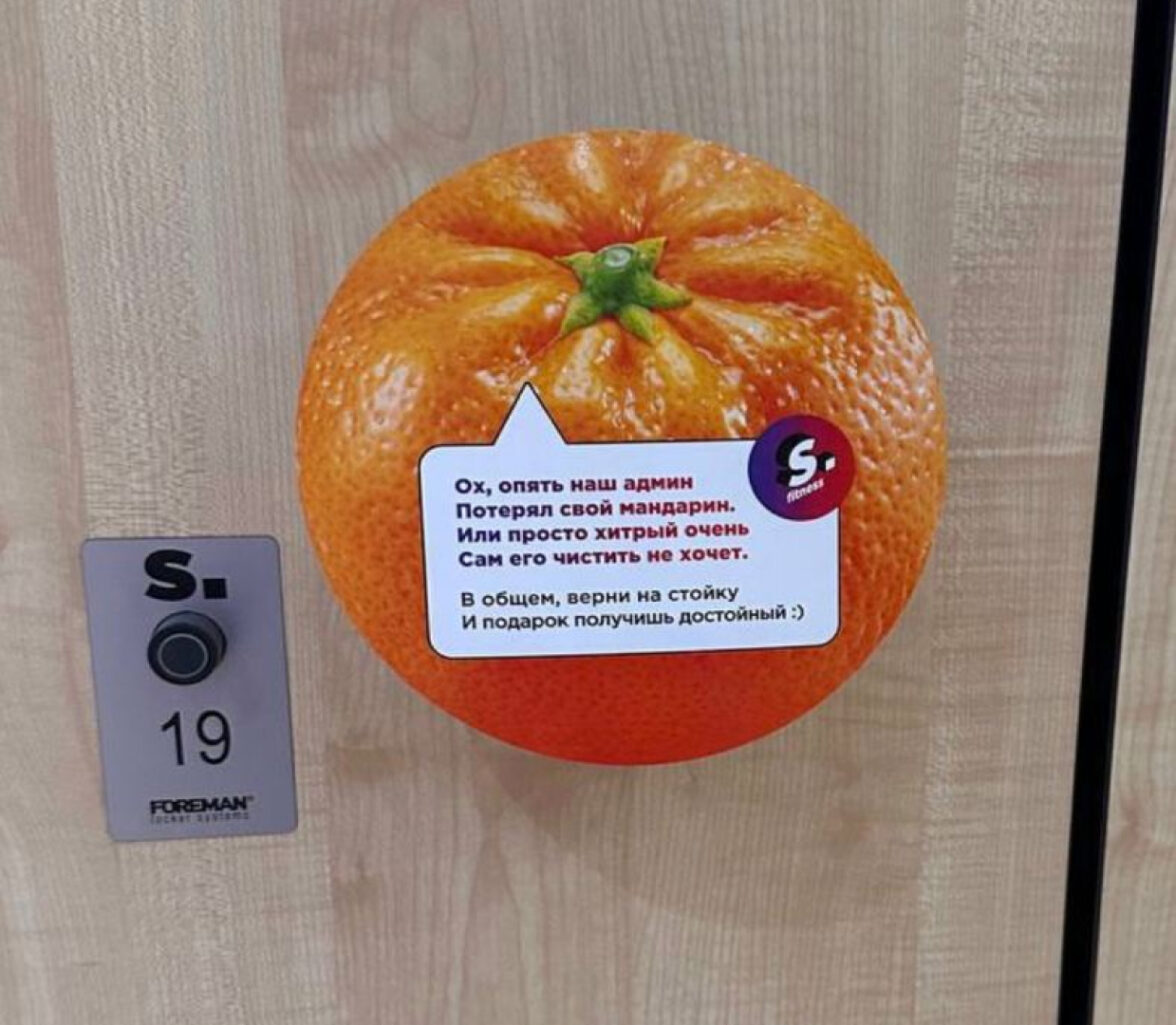 Ох, опять наш админ
Потерял свой мандарин.
Или просто хитрый очень
Сам его чистить не хочет.
В общем, верни на стойку
И подарок получишь достойный :)
S.
fitness
S.
19
FOREMAN®
locker systems